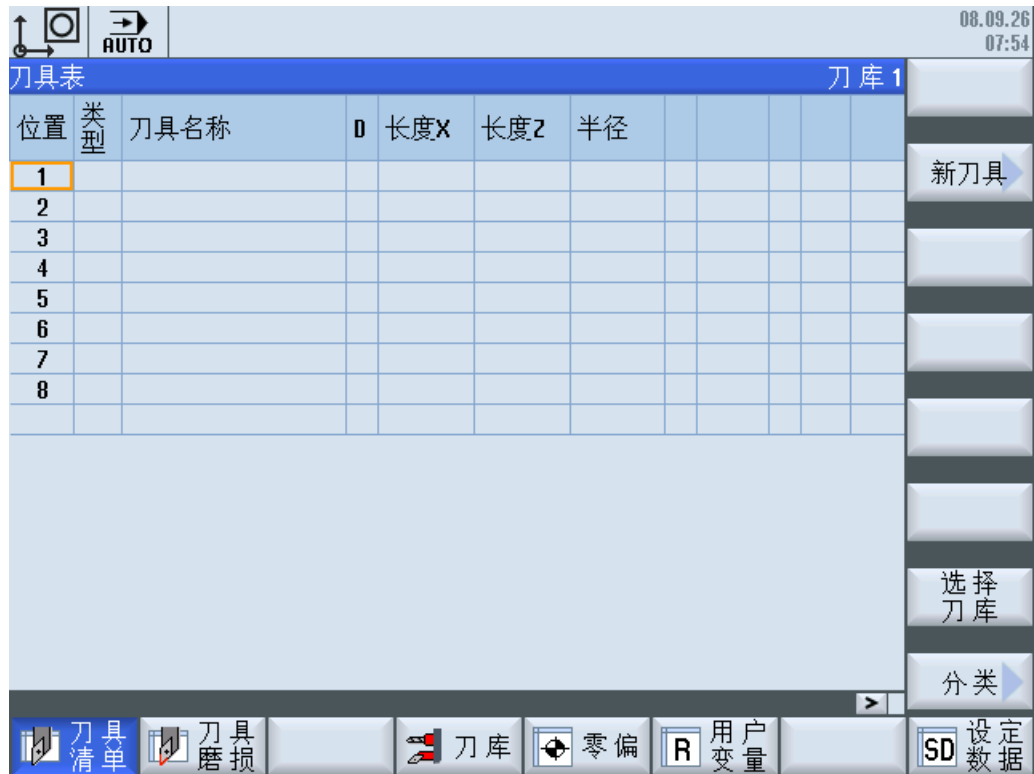 08.09.26
AUTO
07:54
刀具表
刀库 1
位置 类型 刀具名称 D 长度X 长度Z 半径
1
新刀具
2
3
4
5
6
7
8
选择
刀库
分类
>
刀具
清单
刀具
磨损
刀库
零偏
R 用户
变量
SD 设定
数据